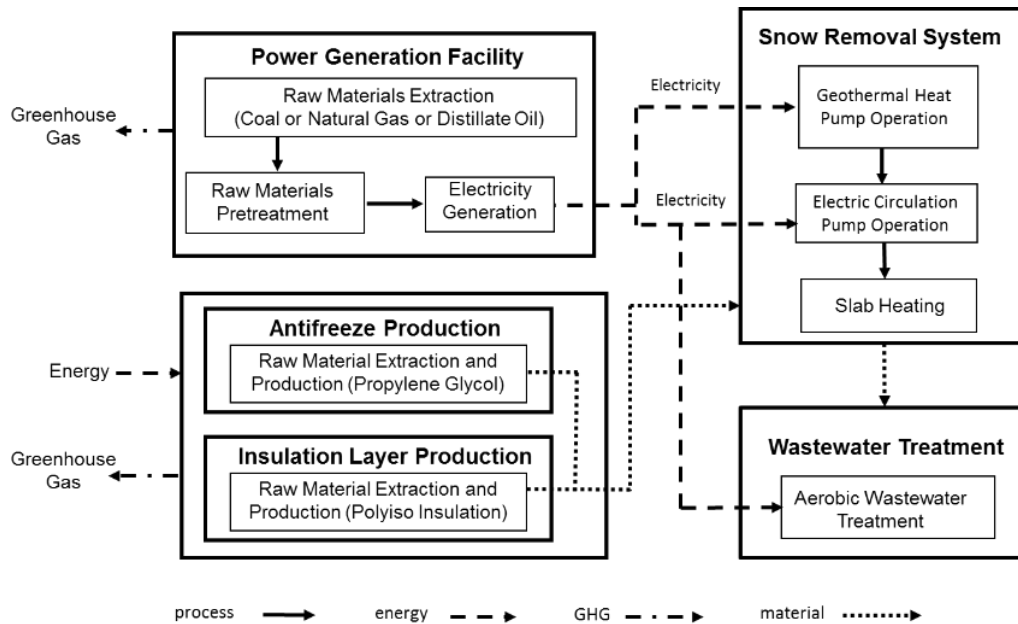 Power Generation Facility
Raw Materials Extraction
(Coal or Natural Gas or Distillate Oil)
Greenhouse
Gas
Raw Materials
Pretreatment
Electricity
Generation
Electricity
Electricity
Snow Removal System
Geothermal Heat
Pump Operation
Electric Circulation
Pump Operation
Slab Heating
Antifreeze Production
Raw Material Extraction and
Production (Propylene Glycol)
Energy
Insulation Layer Production
Raw Material Extraction and
Production (Polyiso Insulation)
Greenhouse
Gas
Wastewater Treatment
Aerobic Wastewater
Treatment
process
energy
GHG
material